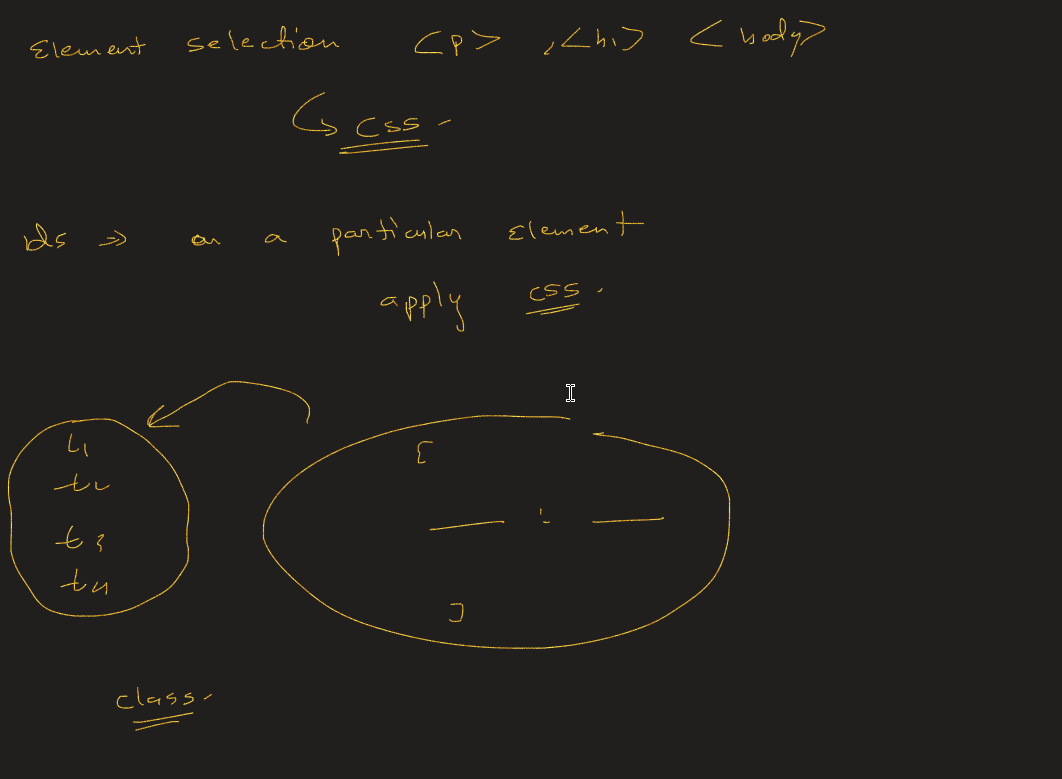 Element selection <p> , <h1> <body>
css
ids => on a particular Element
apply css.
[
t1
t2
:
t3
t4
]
class